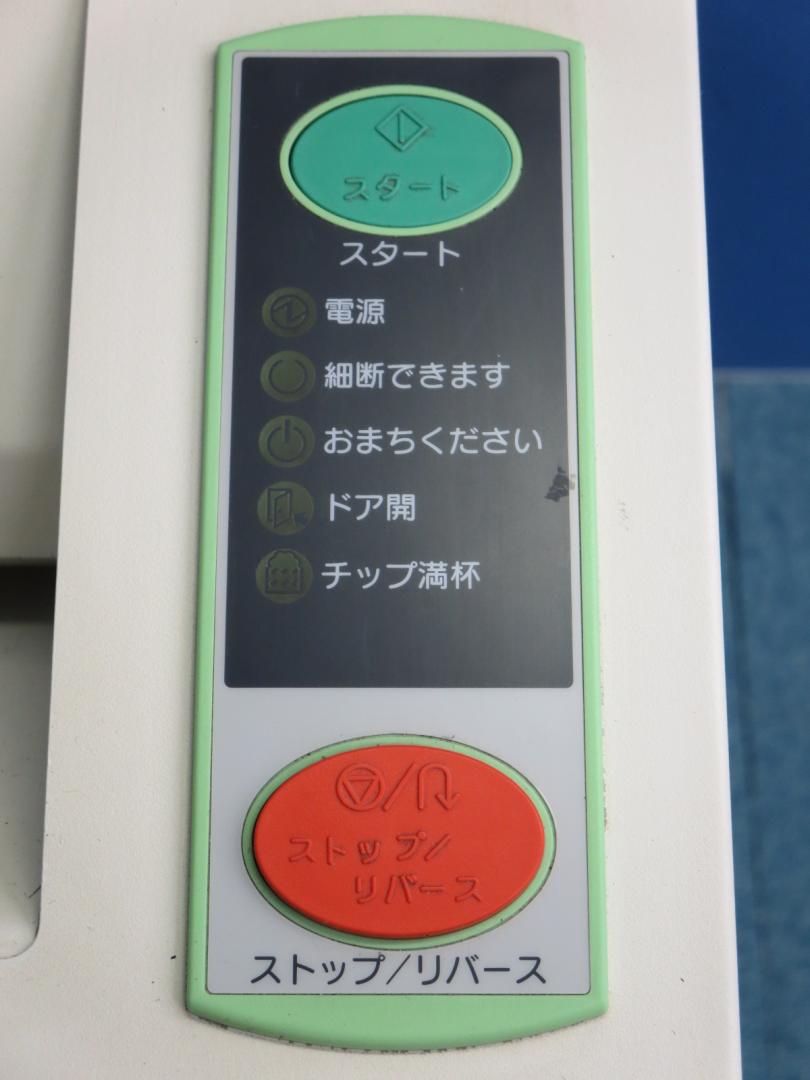 スタート
スタート
電源
細断できます
おまちください
ドア開
チップ満杯
ストップ/
リバース
ストップ/リバース